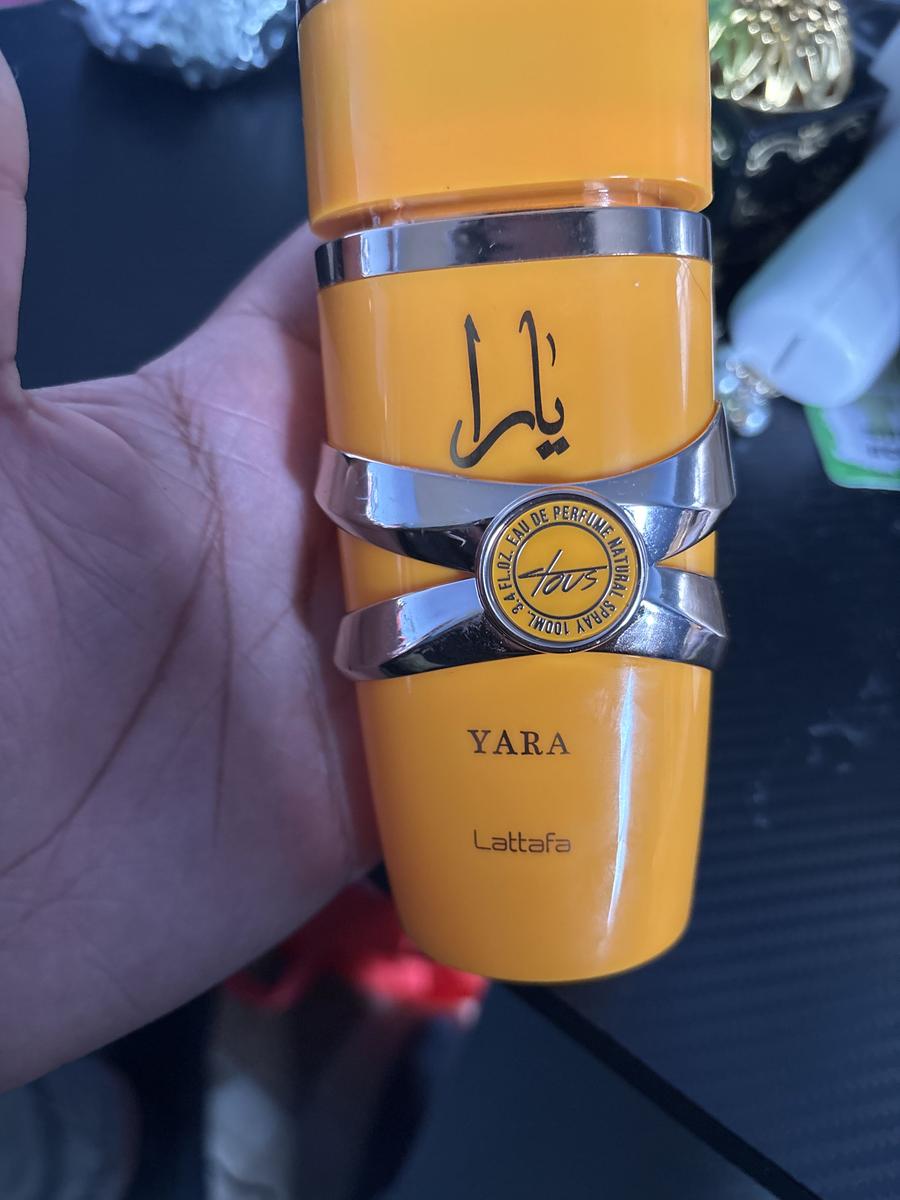 يارا
3.4 FL.OZ. EAU DE PERFUME NATURAL SPRAY 100ML.
tous
YARA
Lattafa